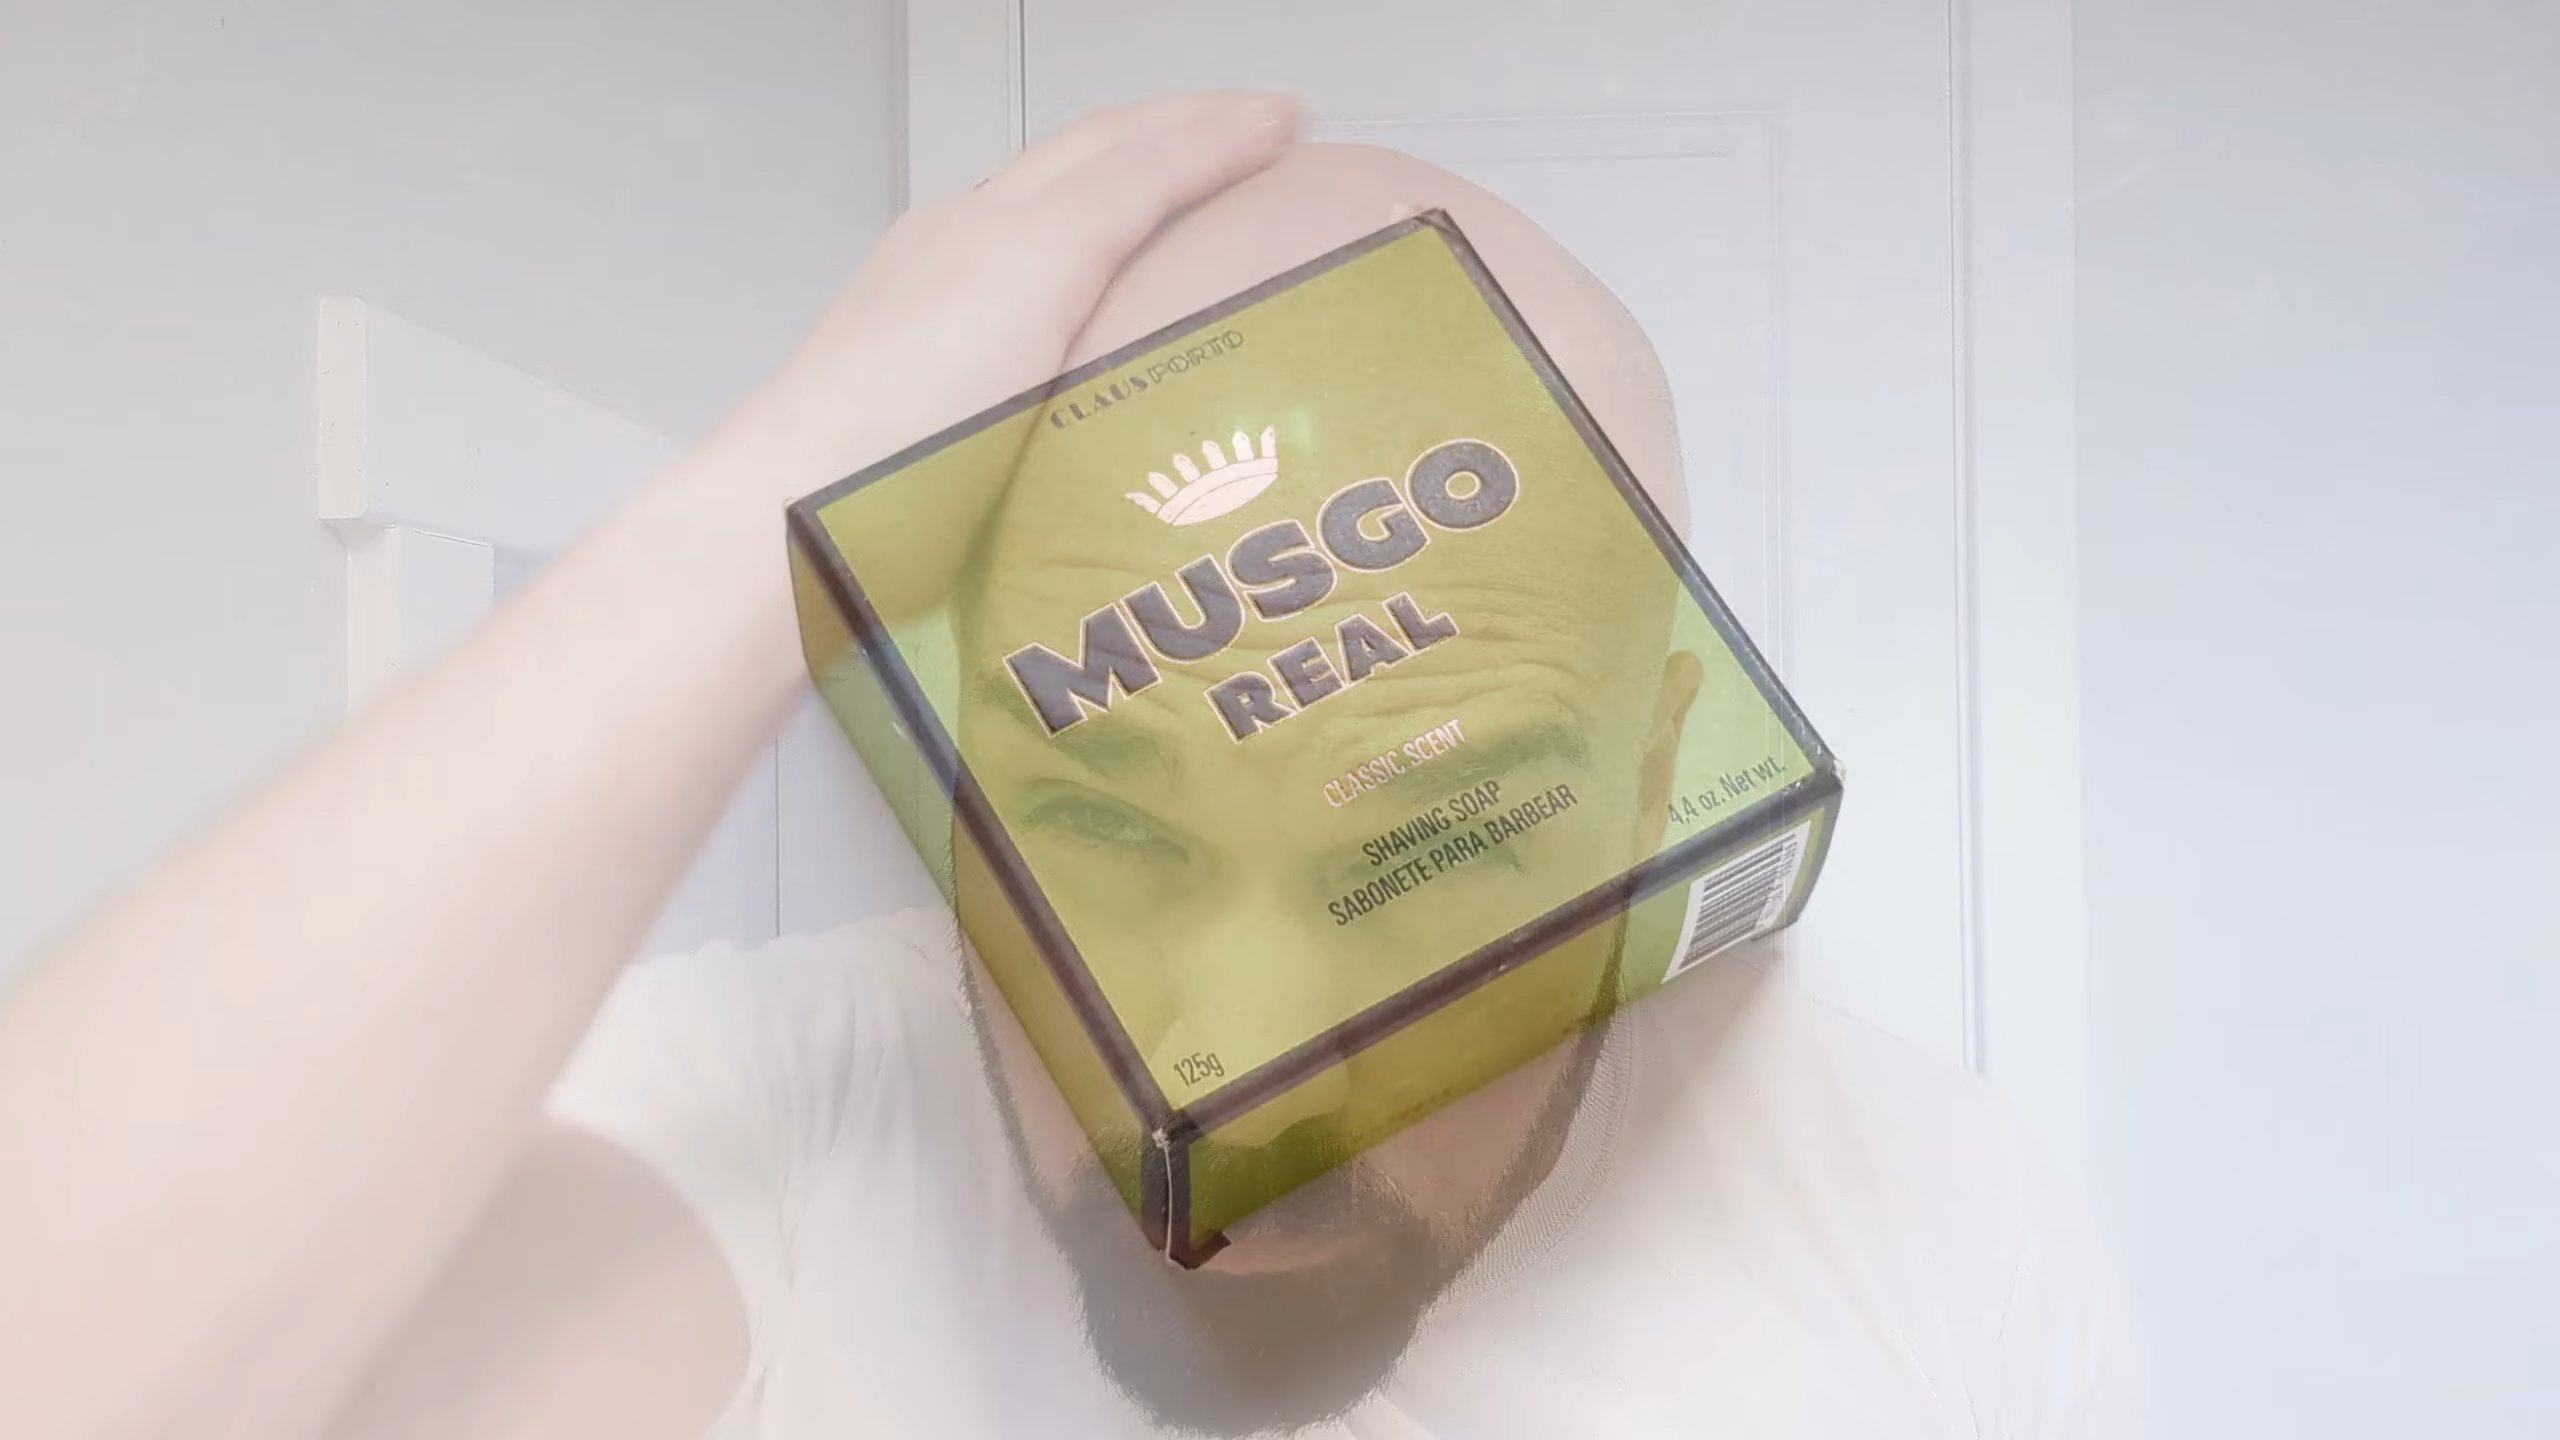 CLAUS PORTO
MUSGO
REAL
CLASSIC SCENT
SHAVING SOAP
SABONETE PARA BARBEAR
4,4 oz. Net wt.
125g